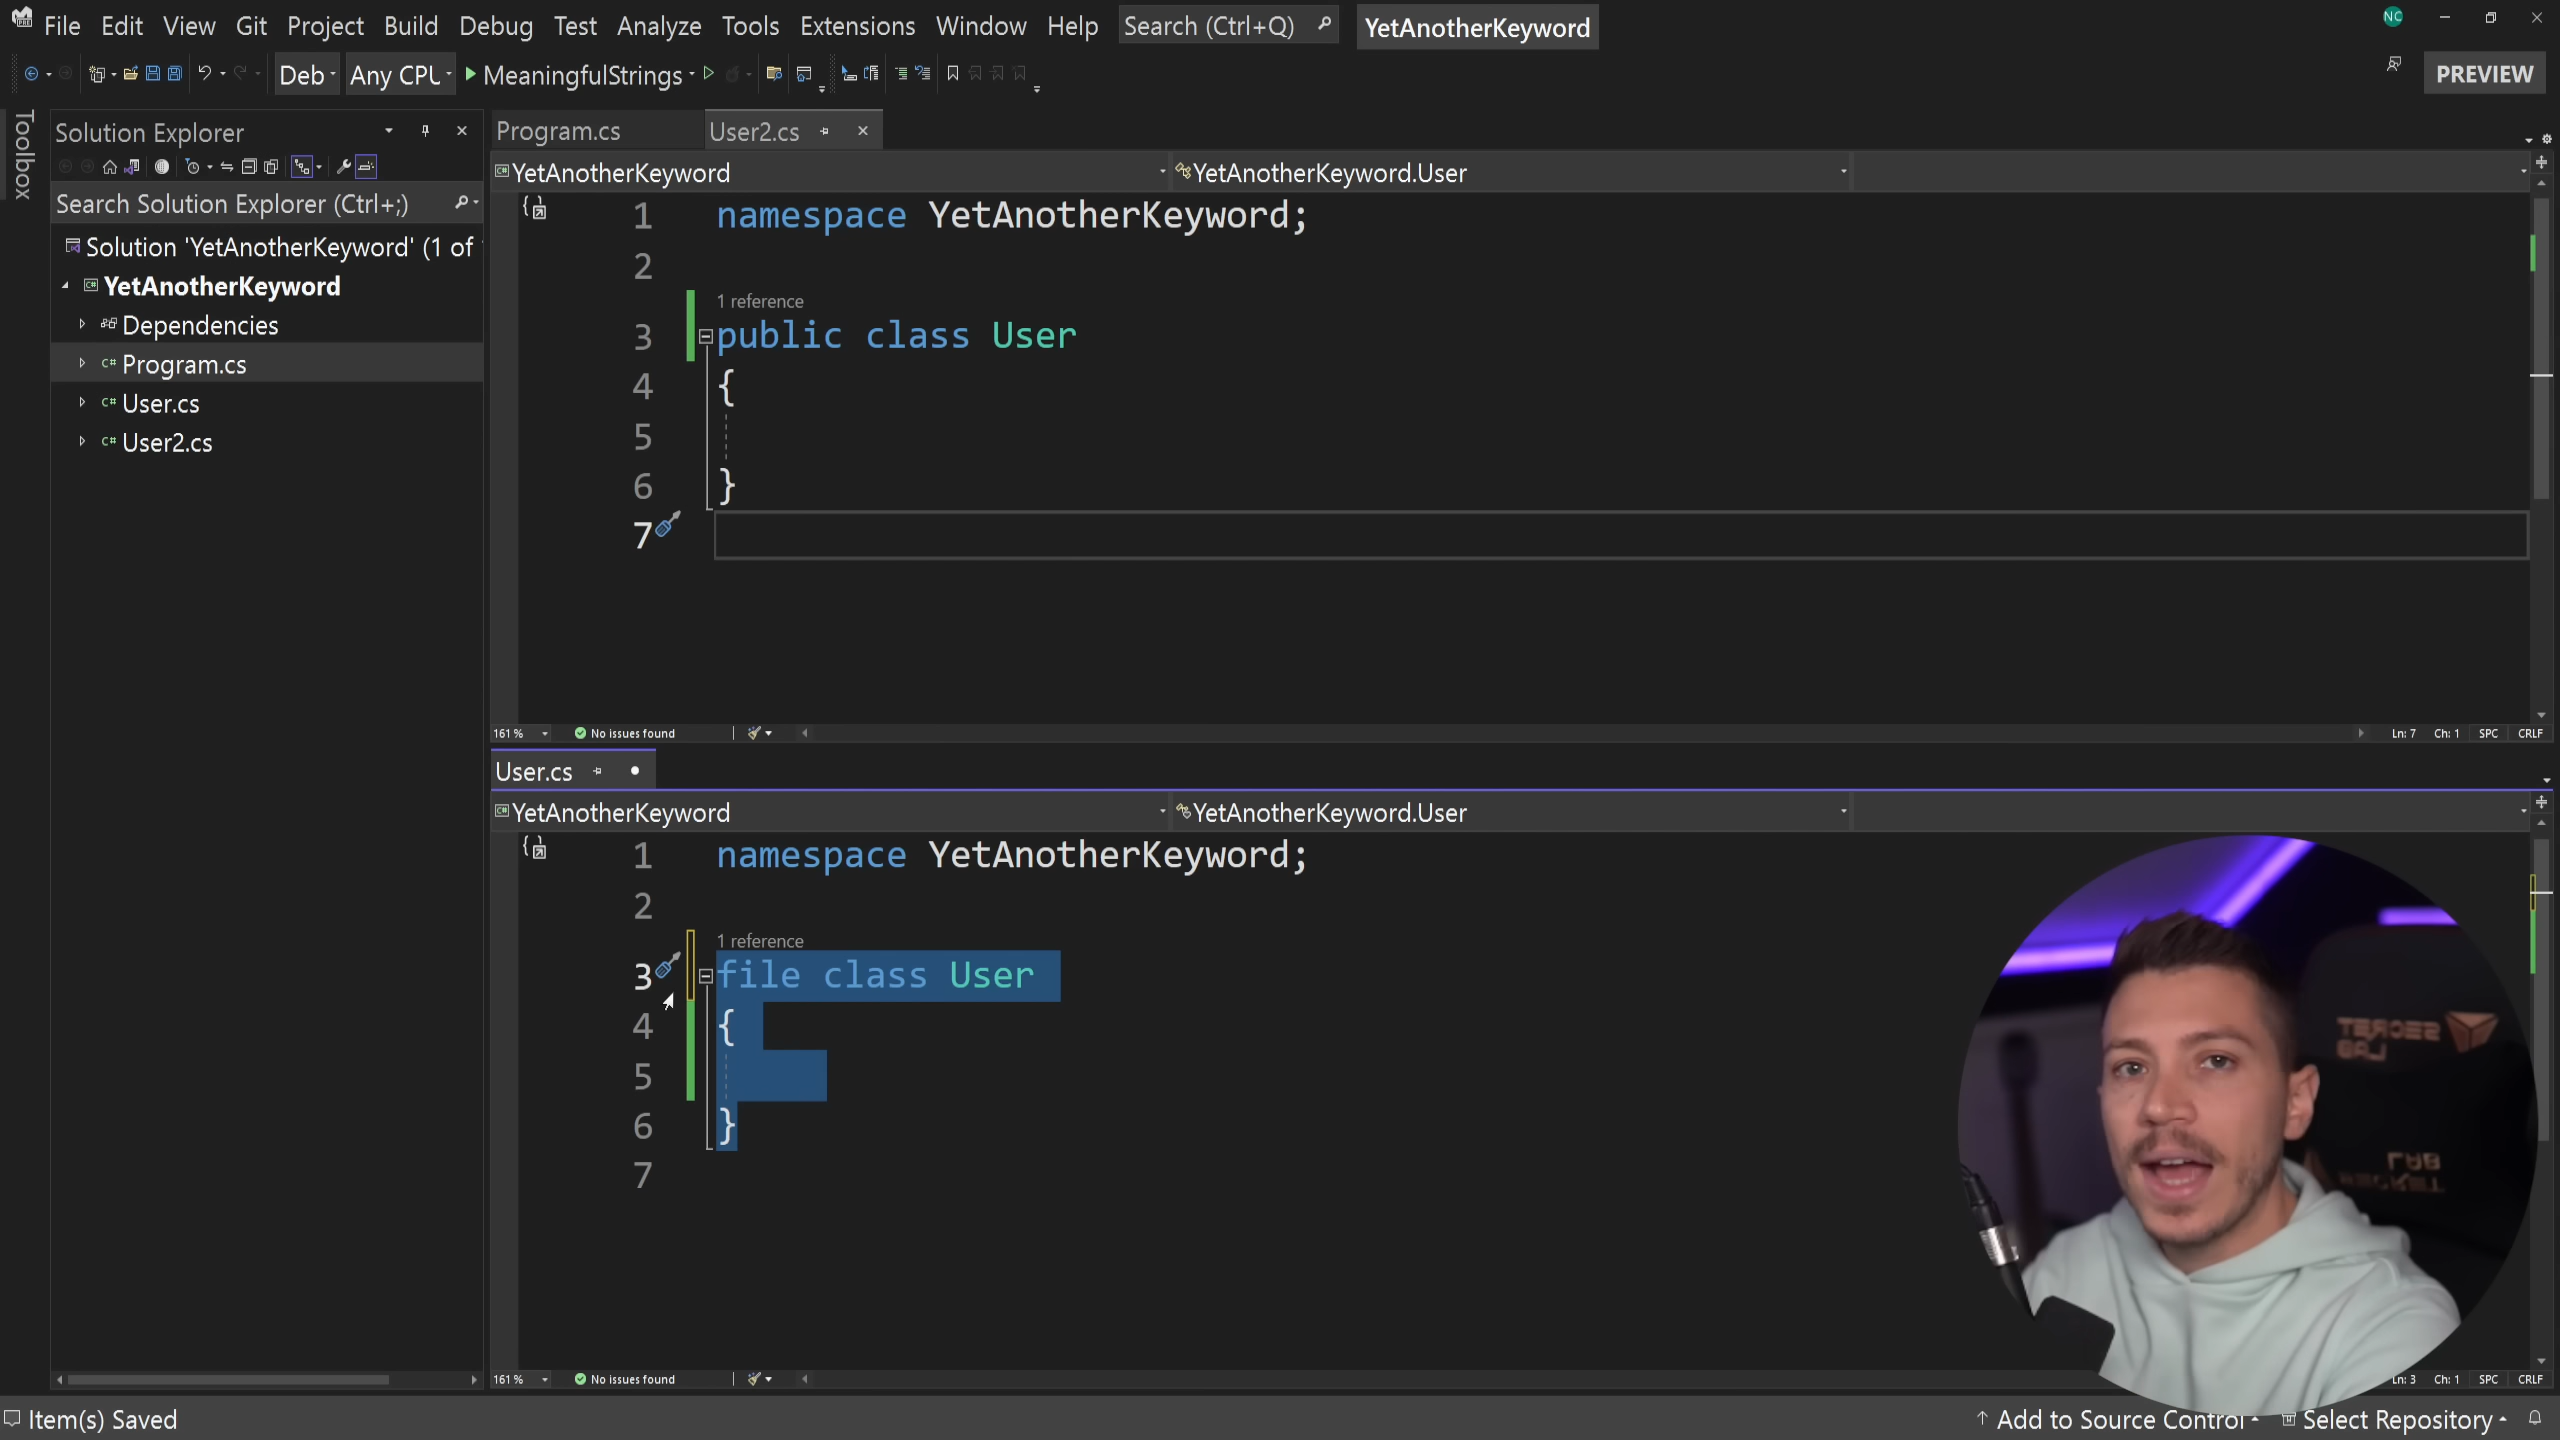 File Edit View Git Project Build Debug Test Analyze Tools Extensions Window Help Search (Ctrl+Q) YetAnotherKeyword NC
Deb Any CPU MeaningfulStrings PREVIEW
Toolbox
Solution Explorer
Search Solution Explorer (Ctrl+;)
Solution 'YetAnotherKeyword' (1 of
YetAnotherKeyword
Dependencies
C# Program.cs
C# User.cs
C# User2.cs
Program.cs User2.cs
YetAnotherKeyword YetAnotherKeyword.User
1 namespace YetAnotherKeyword;
2
1 reference
3 public class User
4 {
5
6 }
7
161 % No issues found Ln: 7 Ch: 1 SPC CRLF
User.cs
YetAnotherKeyword YetAnotherKeyword.User
1 namespace YetAnotherKeyword;
2
1 reference
3 file class User
4 {
5
6 }
7
161 % No issues found Ln: 3 Ch: 1 SPC CRLF
SECRET
LAB
LAB
SECRET
Item(s) Saved Add to Source Control Select Repository